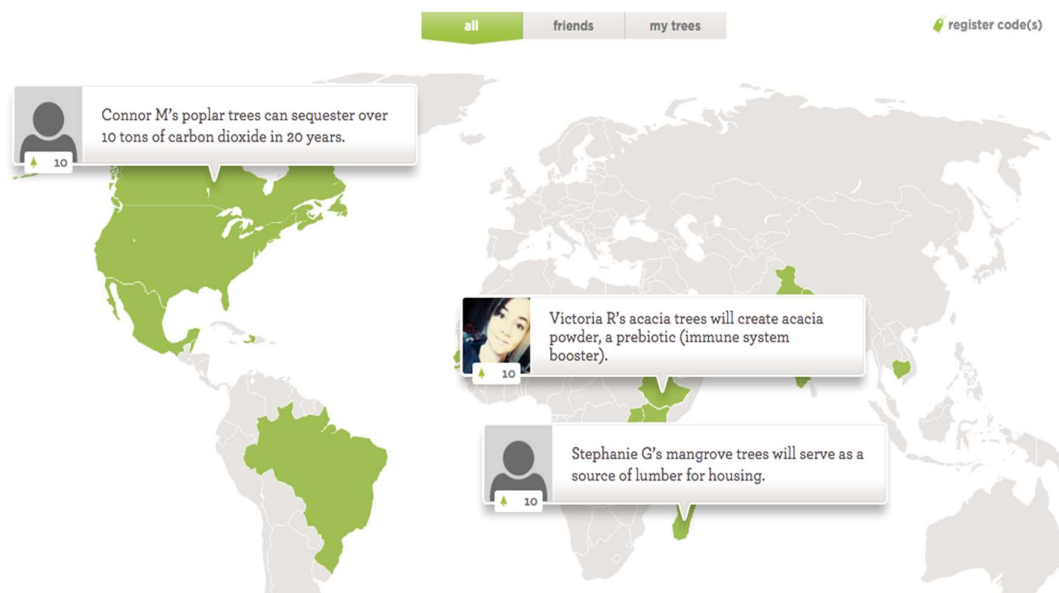 all
friends
my trees
register code(s)
Connor M's poplar trees can sequester over
10 tons of carbon dioxide in 20 years.
10
Victoria R's acacia trees will create acacia
powder, a prebiotic (immune system
booster).
10
Stephanie G's mangrove trees will serve as a
source of lumber for housing.
10